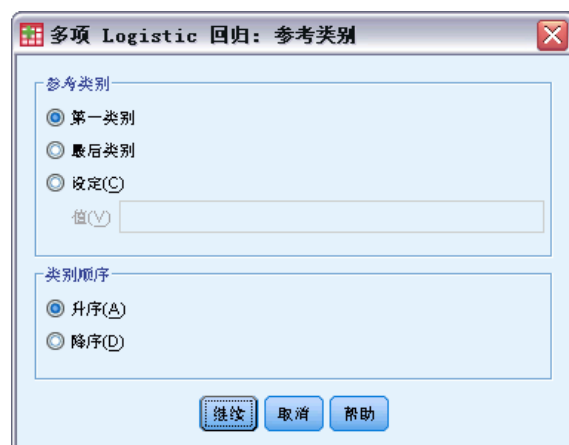 多项 Logistic 回归: 参考类别
参考类别
第一类别
最后类别
设定(C)
值(V)
类别顺序
升序(A)
降序(D)
继续 取消 帮助